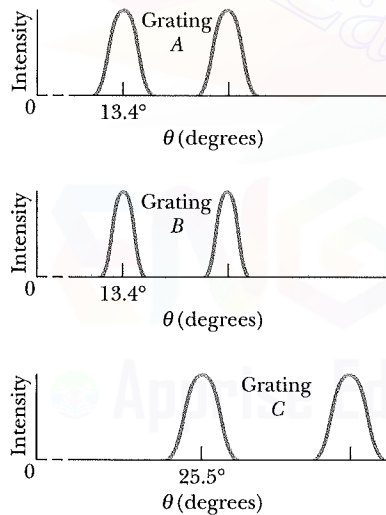 Intensity
Grating
A
0
13.4°
θ (degrees)
Intensity
Grating
B
0
13.4°
θ (degrees)
Intensity
Grating
C
0
25.5°
θ (degrees)